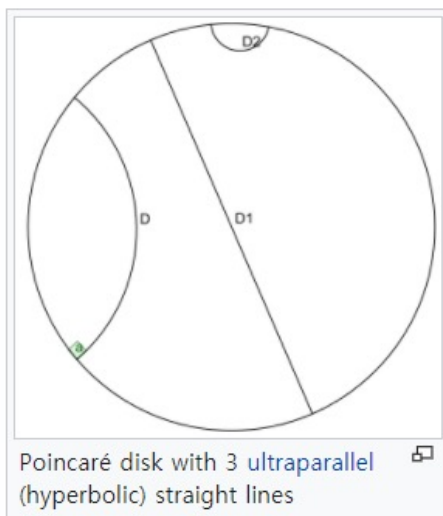 D2
D
D1
a
Poincaré disk with 3 ultraparallel
(hyperbolic) straight lines